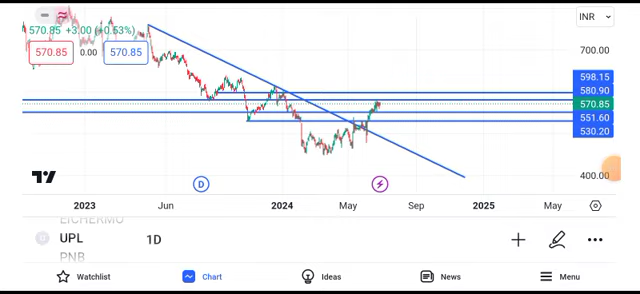 570.85 +3.00 (+0.53%)
570.85 0.00 570.85
INR
700.00
598.15
580.90
570.85
551.60
530.20
400.00
D
2023 Jun 2024 May Sep 2025 May
EICHERMO
UPL 1D
PNB
Watchlist Chart Ideas News Menu